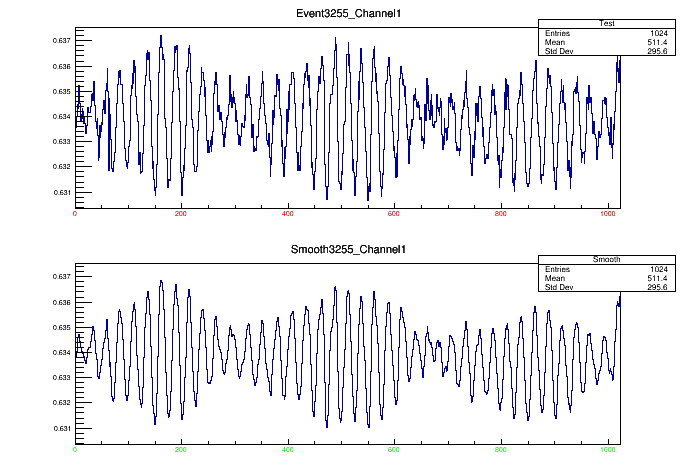 Event3255_Channel1
Test
Entries 1024
Mean 511.4
Std Dev 295.6
0.637
0.636
0.635
0.634
0.633
0.632
0.631
0 200 400 600 800 1000
Smooth3255_Channel1
Smooth
Entries 1024
Mean 511.4
Std Dev 295.6
0.637
0.636
0.635
0.634
0.633
0.632
0.631
0 200 400 600 800 1000